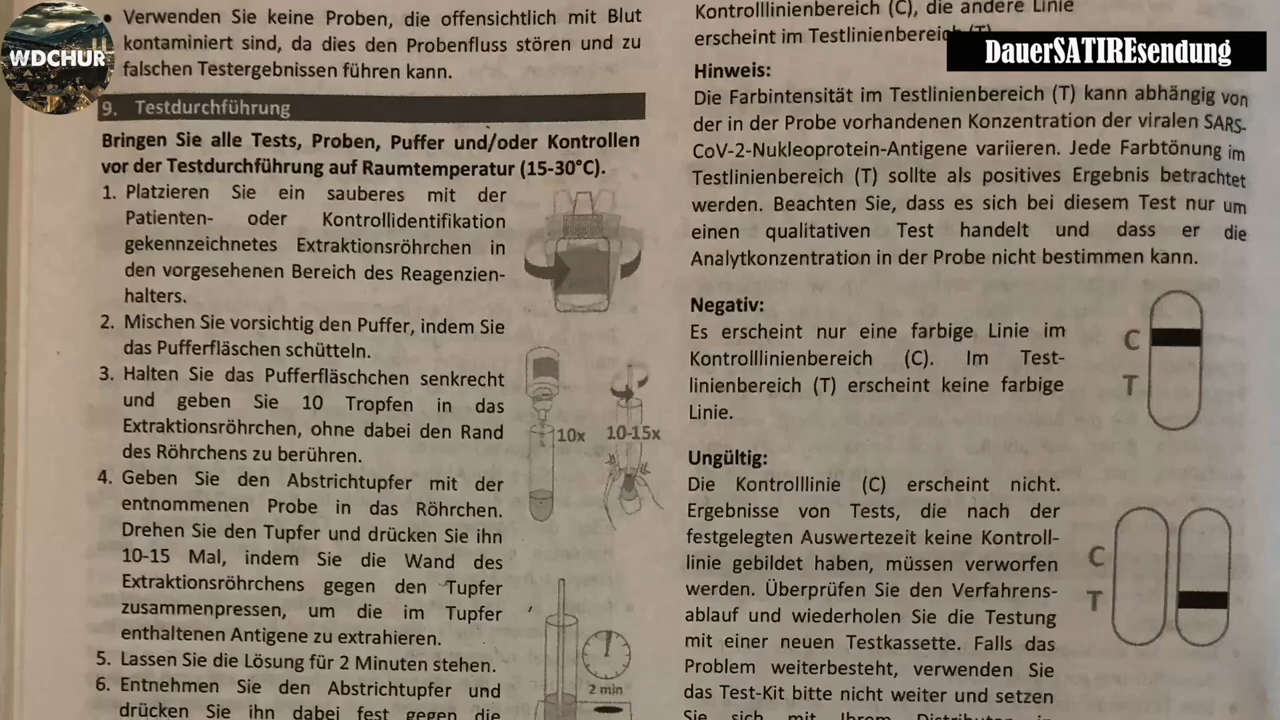 WDCHUR
DauerSATIREsendung
• Verwenden Sie keine Proben, die offensichtlich mit Blut
kontaminiert sind, da dies den Probenfluss stören und zu
falschen Testergebnissen führen kann.
9. Testdurchführung
Bringen Sie alle Tests, Proben, Puffer und/oder Kontrollen
vor der Testdurchführung auf Raumtemperatur (15-30°C).
1. Platzieren Sie ein sauberes mit der
Patienten- oder Kontrollidentifikation
gekennzeichnetes Extraktionsröhrchen in
den vorgesehenen Bereich des Reagenzien-
halters.
2. Mischen Sie vorsichtig den Puffer, indem Sie
das Pufferfläschen schütteln.
3. Halten Sie das Pufferfläschchen senkrecht
und geben Sie 10 Tropfen in das
Extraktionsröhrchen, ohne dabei den Rand
des Röhrchens zu berühren.
4. Geben Sie den Abstrichtupfer mit der
entnommenen Probe in das Röhrchen.
Drehen Sie den Tupfer und drücken Sie ihn
10-15 Mal, indem Sie die Wand des
Extraktionsröhrchens gegen den Tupfer
zusammenpressen, um die im Tupfer
enthaltenen Antigene zu extrahieren.
5. Lassen Sie die Lösung für 2 Minuten stehen.
6. Entnehmen Sie den Abstrichtupfer und
drücken Sie ihn dabei fest gegen die
10x 10-15x
2 min
Kontrolllinienbereich (C), die andere Linie
erscheint im Testlinienbereich (T).
Hinweis:
Die Farbintensität im Testlinienbereich (T) kann abhängig von
der in der Probe vorhandenen Konzentration der viralen SARS-
CoV-2-Nukleoprotein-Antigene variieren. Jede Farbtönung im
Testlinienbereich (T) sollte als positives Ergebnis betrachtet
werden. Beachten Sie, dass es sich bei diesem Test nur um
einen qualitativen Test handelt und dass er die
Analytkonzentration in der Probe nicht bestimmen kann.
Negativ:
Es erscheint nur eine farbige Linie im
Kontrolllinienbereich (C). Im Test-
linienbereich (T) erscheint keine farbige
Linie.
C
T
Ungültig:
Die Kontrolllinie (C) erscheint nicht.
Ergebnisse von Tests, die nach der
festgelegten Auswertezeit keine Kontroll-
linie gebildet haben, müssen verworfen
werden. Überprüfen Sie den Verfahrens-
ablauf und wiederholen Sie die Testung
mit einer neuen Testkassette. Falls das
Problem weiterbesteht, verwenden Sie
das Test-Kit bitte nicht weiter und setzen
Sie sich mit Ihrem Distributor in
C
T